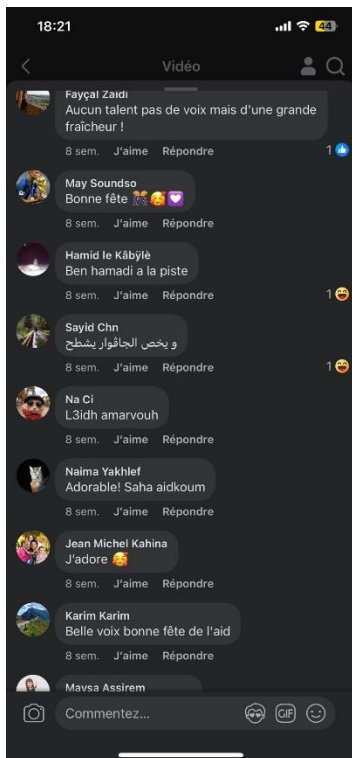 18:21
44
Vidéo
Fayçal Zaidi
Aucun talent pas de voix mais d'une grande
fraîcheur !
8 sem. J'aime Répondre 1
May Soundso
Bonne fête 👯🥰💟
8 sem. J'aime Répondre
Hamid le Kâbÿlè
Ben hamadi a la piste
8 sem. J'aime Répondre 1
Sayid Chn
و يخص الجاڨوار يشطح
8 sem. J'aime Répondre 1
Na Ci
L3idh amarvouh
8 sem. J'aime Répondre
Naima Yakhlef
Adorable! Saha aidkoum
8 sem. J'aime Répondre
Jean Michel Kahina
J'adore 🥰
8 sem. J'aime Répondre
Karim Karim
Belle voix bonne fête de l'aid
8 sem. J'aime Répondre
Maysa Assirem
Commentez...
GIF